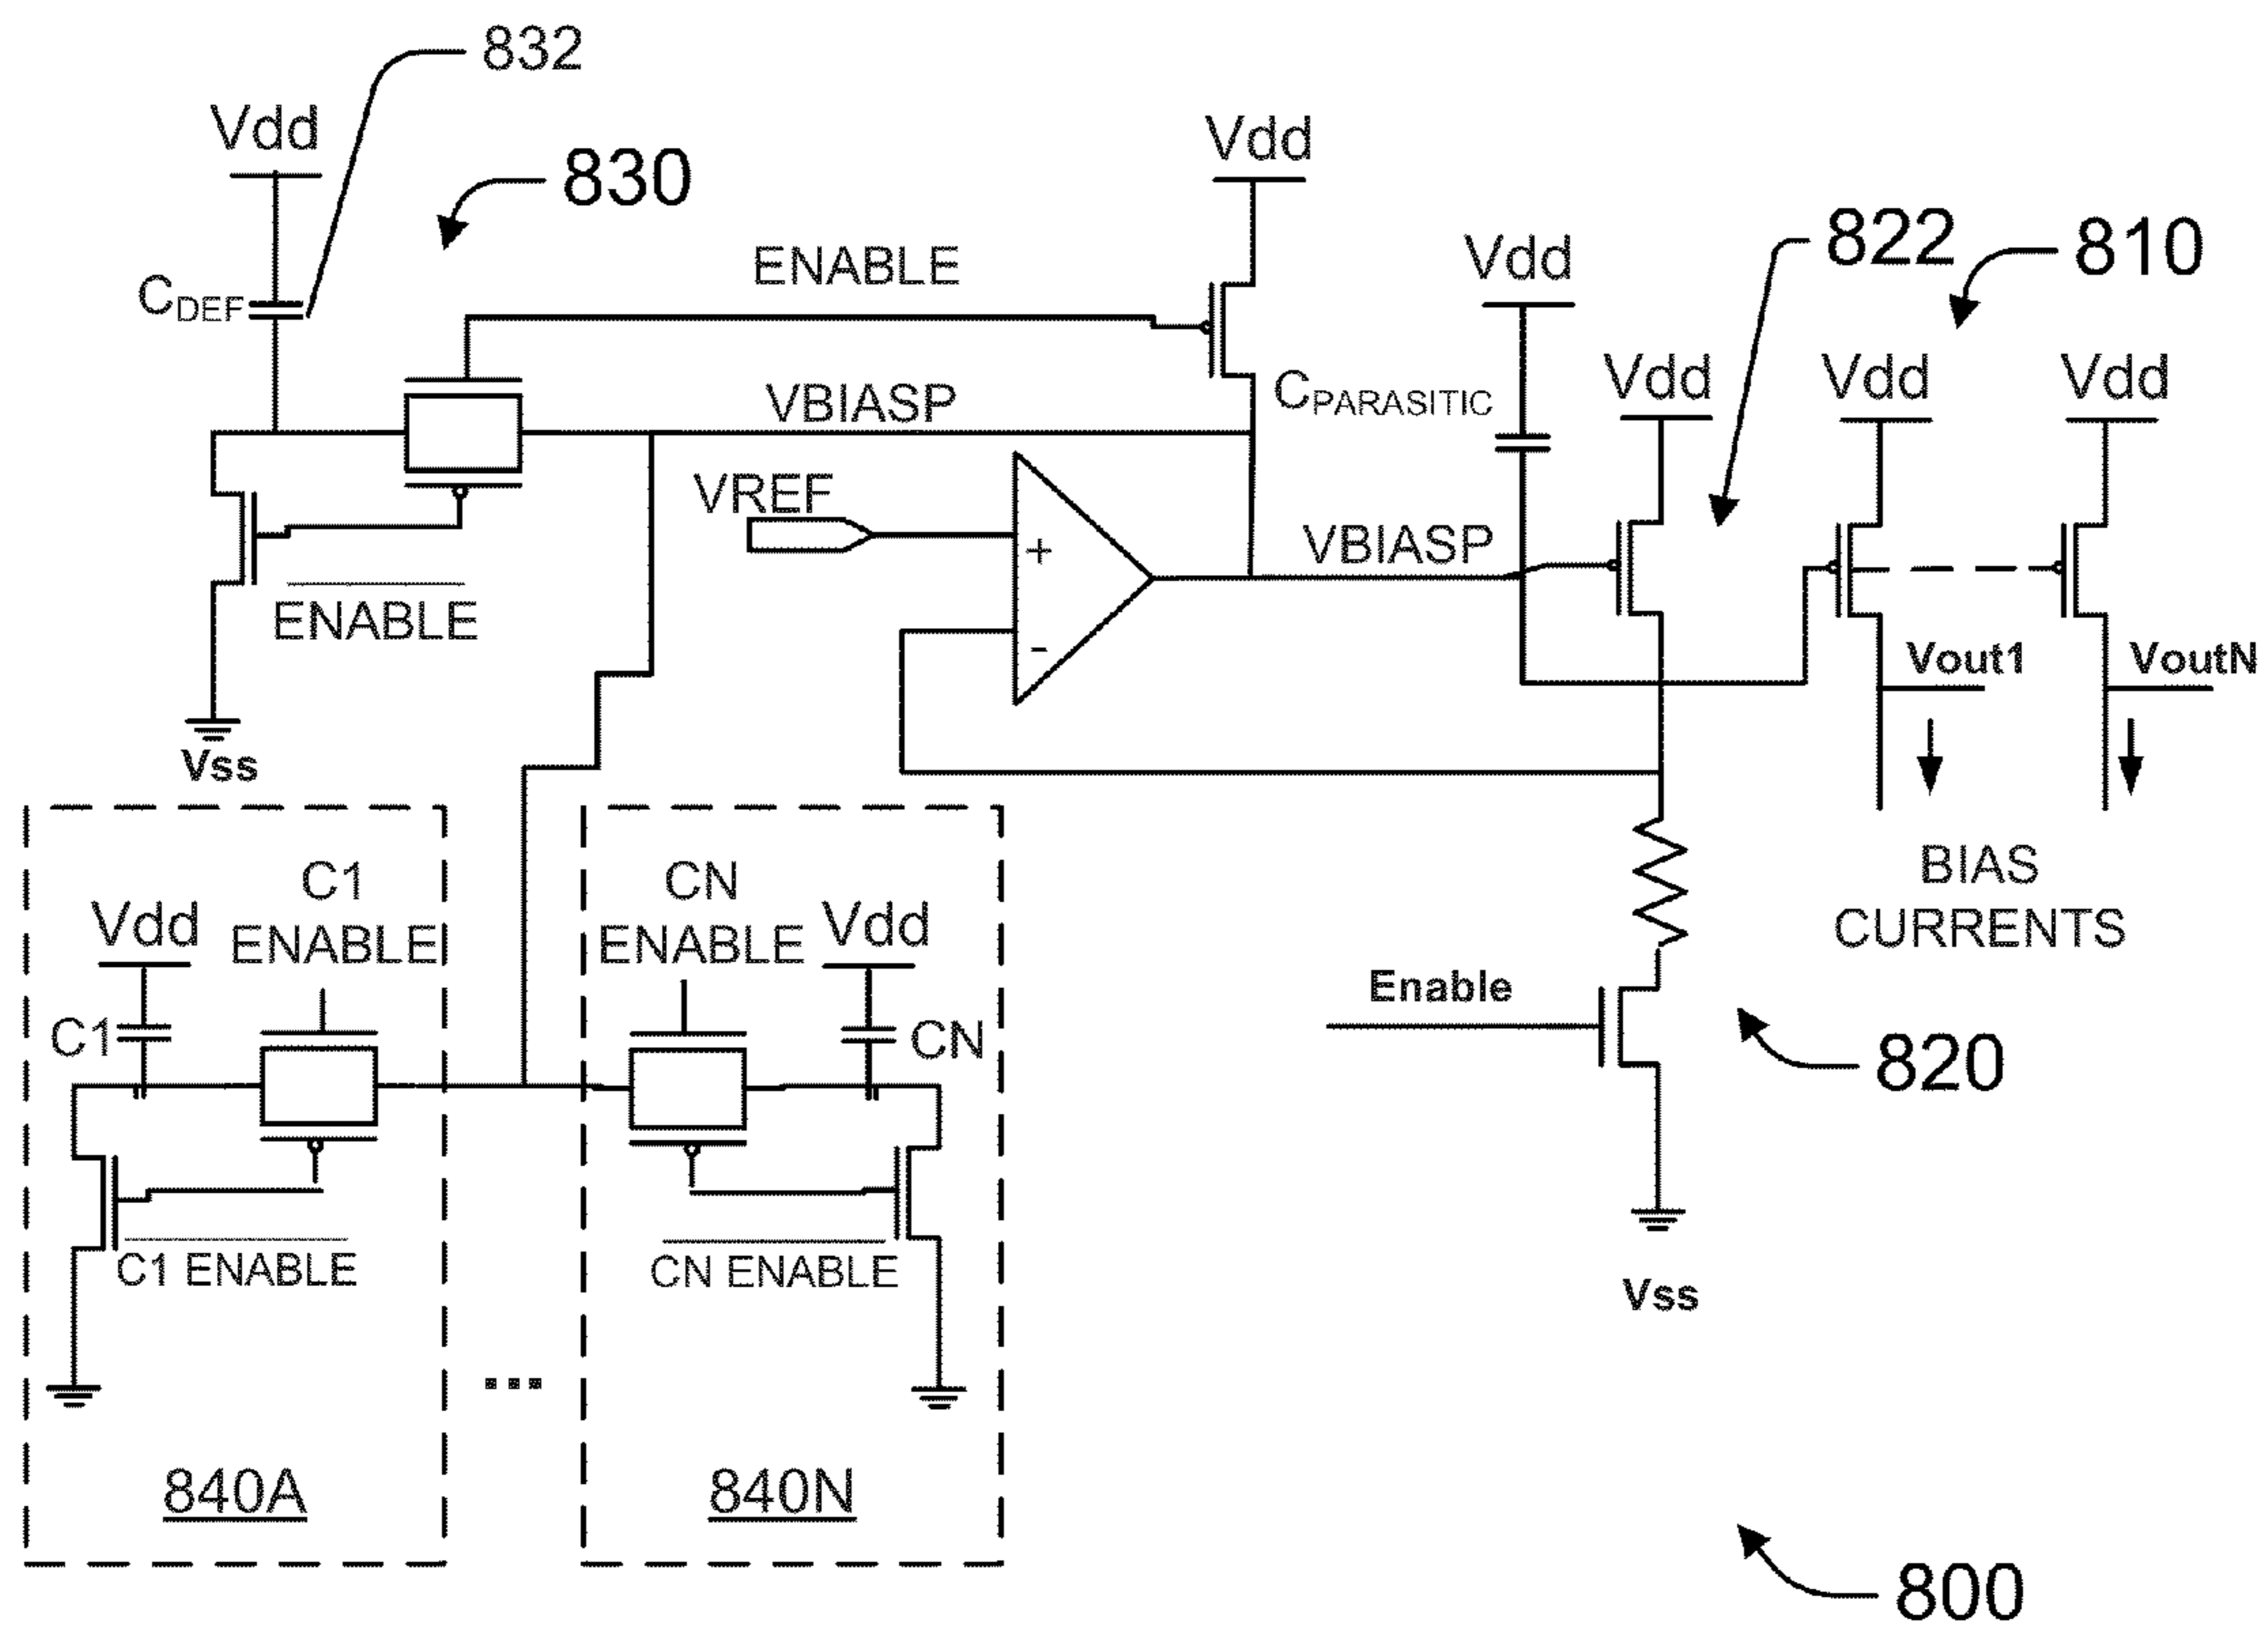 832
Vdd
830
Vdd
822
810
ENABLE
Vdd
CDEF
Vdd
Vdd
Vdd
VBIASP
CPARASITIC
VREF
+
VBIASP
ENABLE
-
Vout1
VoutN
Vss
BIAS
CURRENTS
C1
ENABLE
CN
ENABLE
Vdd
Vdd
C1
CN
Enable
820
C1 ENABLE
CN ENABLE
Vss
...
840A
840N
800